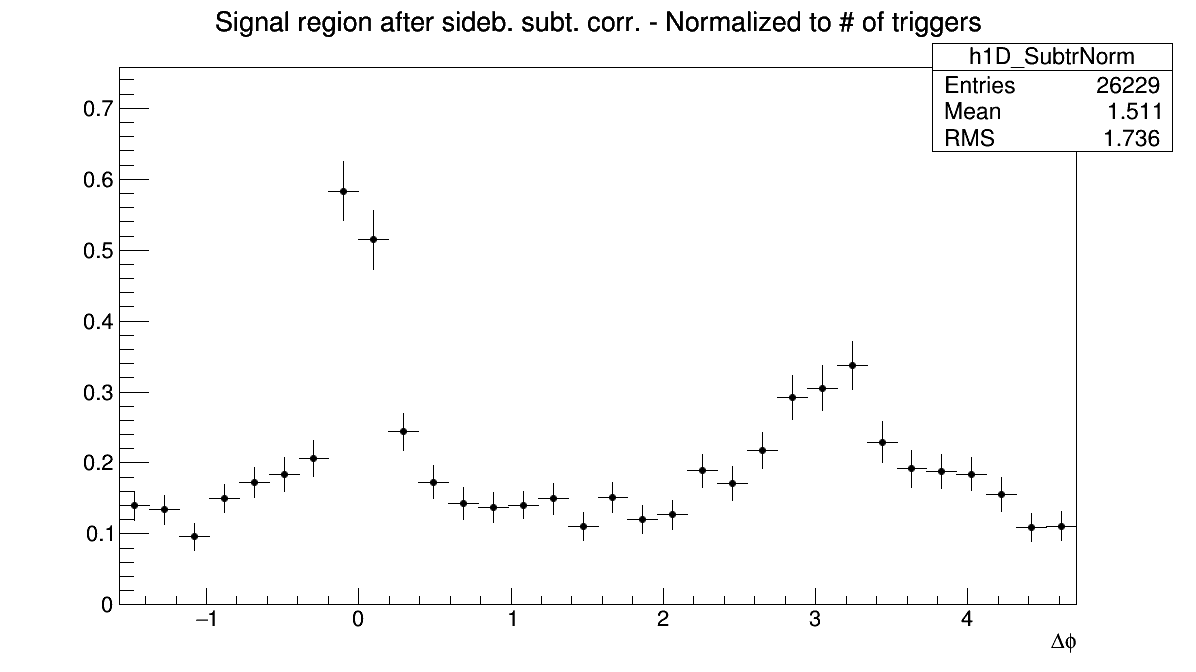 Signal region after sideb. subt. corr. - Normalized to # of triggers
h1D_SubtrNorm
Entries 26229
Mean 1.511
RMS 1.736
0.7
0.6
0.5
0.4
0.3
0.2
0.1
0
−1 0 1 2 3 4
Δϕ